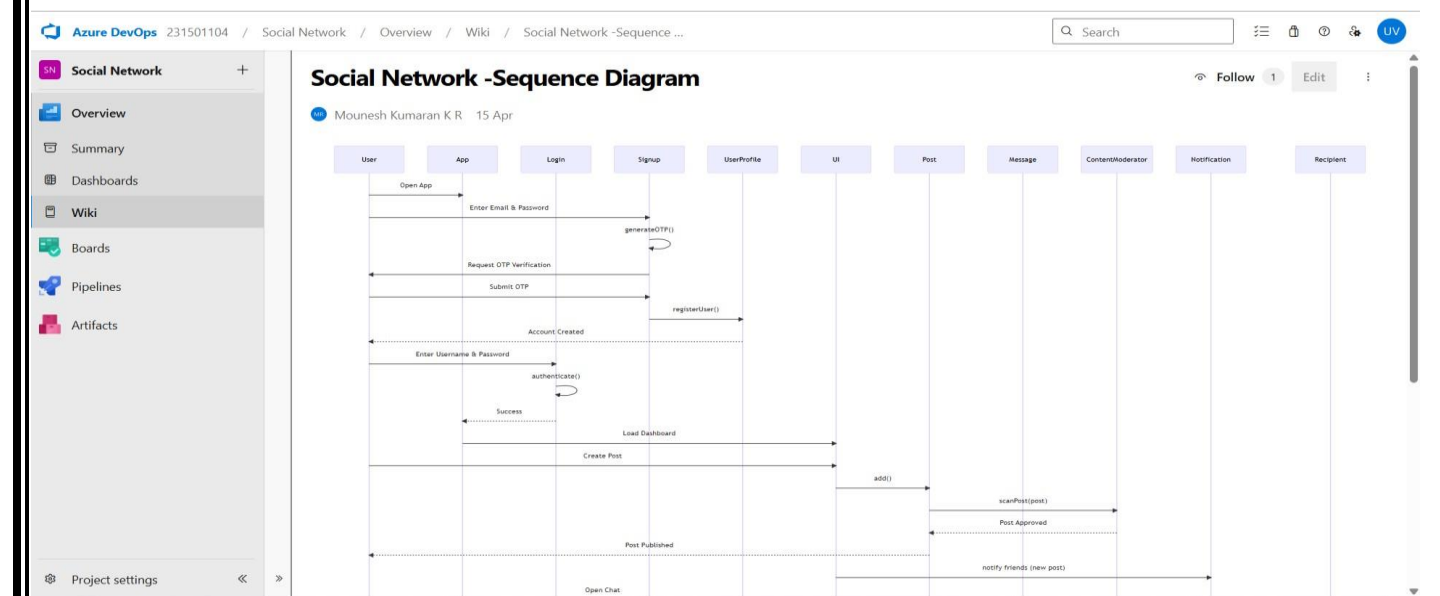 Azure DevOps 231501104 / Social Network / Overview / Wiki / Social Network -Sequence ... Search UV
SN Social Network +
Overview
Summary
Dashboards
Wiki
Boards
Pipelines
Artifacts
Project settings
Social Network -Sequence Diagram
Follow 1 Edit
Mounesh Kumaran K R 15 Apr
User App Login Signup UserProfile UI Post Message ContentModerator Notification Recipient
Open App
Enter Email & Password
generateOTP()
Request OTP Verification
Submit OTP
registerUser()
Account Created
Enter Username & Password
authenticate()
Success
Load Dashboard
Create Post
add()
scanPost(post)
Post Approved
Post Published
notify friends (new post)
Open Chat